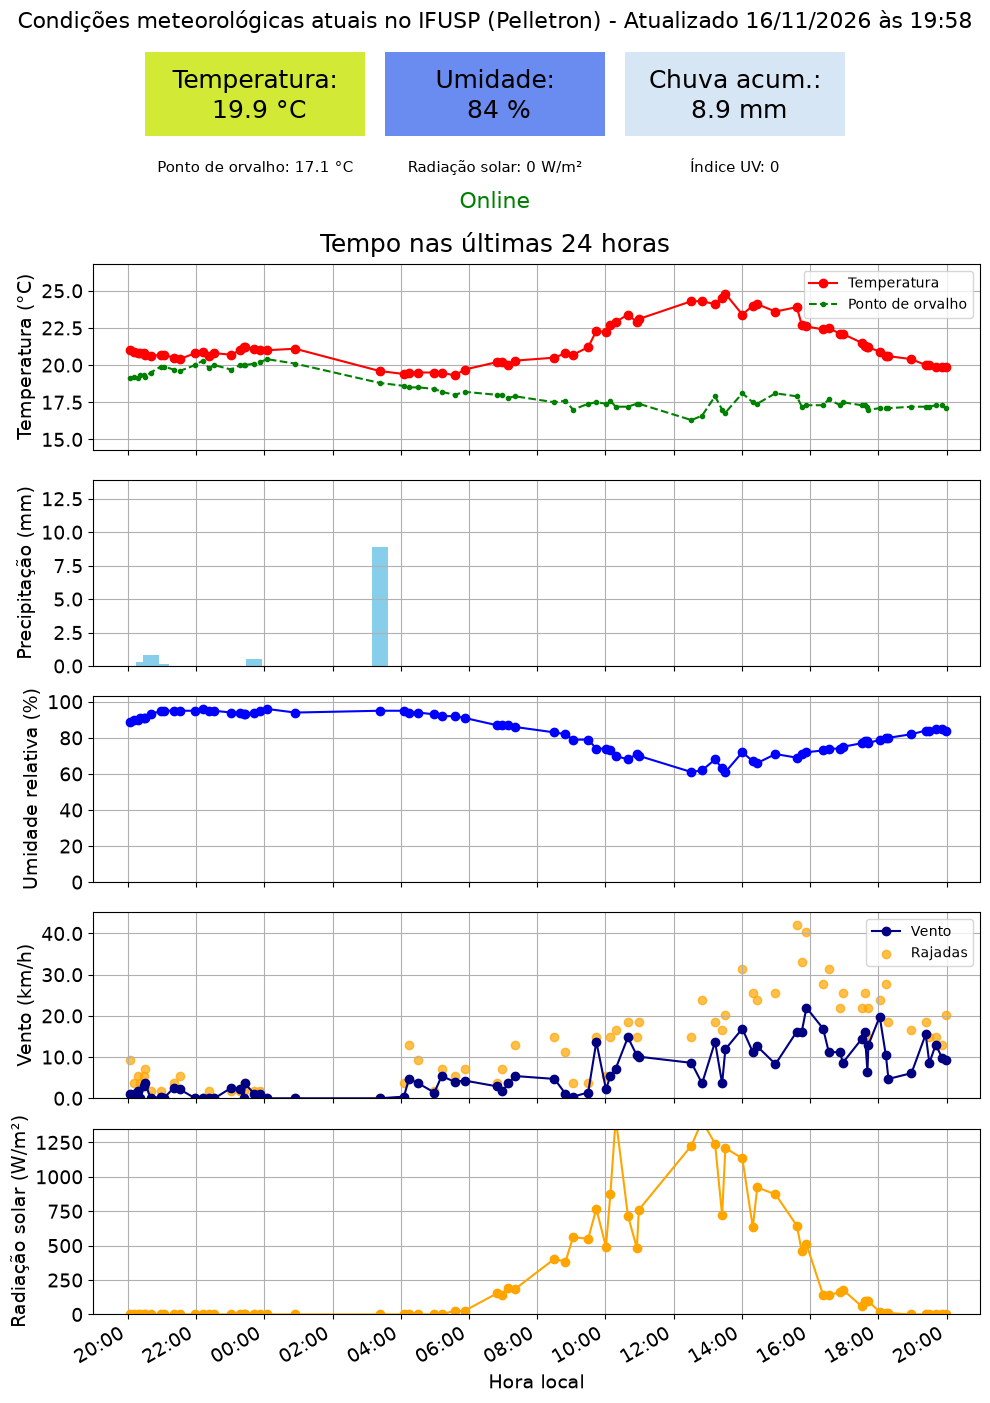 Condições meteorológicas atuais no IFUSP (Pelletron) - Atualizado 16/11/2026 às 19:58
Temperatura:
19.9 °C
Umidade:
84 %
Chuva acum.:
8.9 mm
Ponto de orvalho: 17.1 °C
Radiação solar: 0 W/m²
Índice UV: 0
Online
Tempo nas últimas 24 horas
Temperatura (°C)
25.0
22.5
20.0
17.5
15.0
Temperatura
Ponto de orvalho
Precipitação (mm)
12.5
10.0
7.5
5.0
2.5
0.0
Umidade relativa (%)
100
80
60
40
20
0
Vento (km/h)
40.0
30.0
20.0
10.0
0.0
Vento
Rajadas
Radiação solar (W/m²)
1250
1000
750
500
250
0
20:00 22:00 00:00 02:00 04:00 06:00 08:00 10:00 12:00 14:00 16:00 18:00 20:00
Hora local